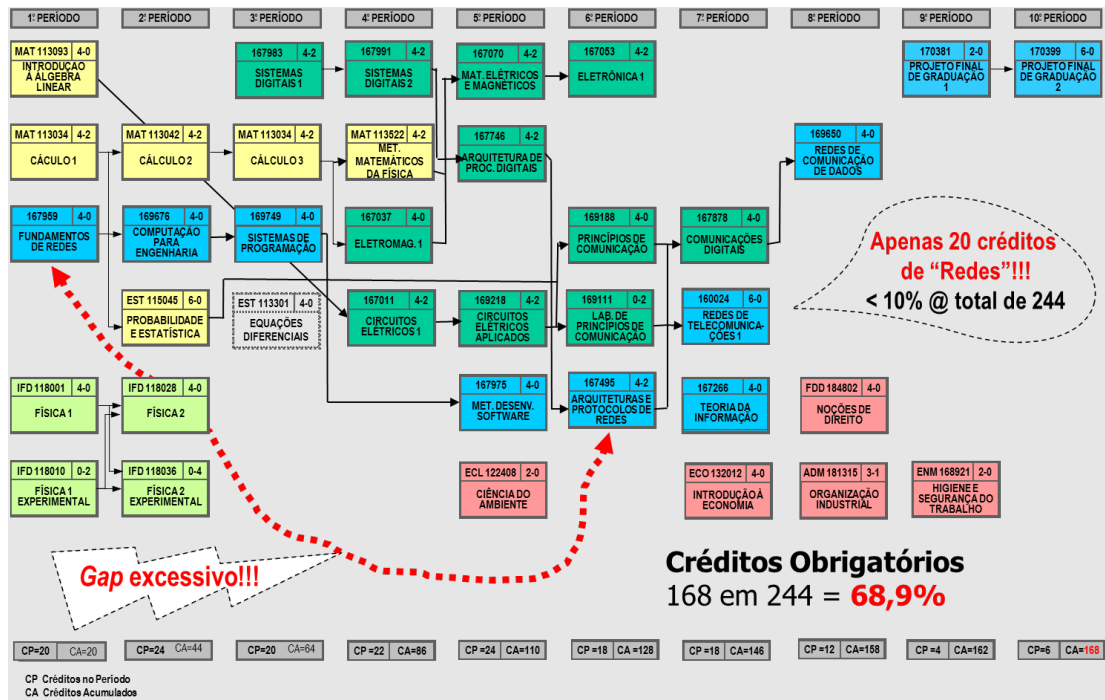 1º PERÍODO
2º PERÍODO
3º PERÍODO
4º PERÍODO
5º PERÍODO
6º PERÍODO
7º PERÍODO
8º PERÍODO
9º PERÍODO
10º PERÍODO
MAT 113093 4-0
INTRODUÇÃO
À ÁLGEBRA
LINEAR
167983 4-2
SISTEMAS
DIGITAIS 1
167991 4-2
SISTEMAS
DIGITAIS 2
167070 4-2
MAT. ELÉTRICOS
E MAGNÉTICOS
167053 4-2
ELETRÔNICA 1
170381 2-0
PROJETO FINAL
DE GRADUAÇÃO
1
170399 6-0
PROJETO FINAL
DE GRADUAÇÃO
2
MAT 113034 4-2
CÁCULO 1
MAT 113042 4-2
CÁLCULO 2
MAT 113034 4-2
CÁLCULO 3
MAT 113522 4-2
MET.
MATEMÁTICOS
DA FÍSICA
167746 4-2
ARQUITETURA DE
PROC. DIGITAIS
169650 4-0
REDES DE
COMUNICAÇÃO
DE DADOS
167959 4-0
FUNDAMENTOS
DE REDES
169676 4-0
COMPUTAÇÃO
PARA
ENGENHARIA
169749 4-0
SISTEMAS DE
PROGRAMAÇÃO
167037 4-0
ELETROMAG. 1
169188 4-0
PRINCÍPIOS DE
COMUNICAÇÃO
167878 4-0
COMUNICAÇÕES
DIGITAIS
Apenas 20 créditos
de “Redes”!!!
< 10% @ total de 244
EST 115045 6-0
PROBABILIDADE
E ESTATÍSTICA
EST 113301 4-0
EQUAÇÕES
DIFERENCIAIS
167011 4-2
CIRCUITOS
ELÉTRICOS 1
169218 4-2
CIRCUITOS
ELÉTRICOS
APLICADOS
169111 0-2
LAB. DE
PRINCÍPIOS DE
COMUNICAÇÃO
160024 6-0
REDES DE
TELECOMUNICA-
ÇÕES 1
IFD 118001 4-0
FÍSICA 1
IFD 118028 4-0
FÍSICA 2
167975 4-0
MET. DESENV.
SOFTWARE
167495 4-2
ARQUITETURAS E
PROTOCOLOS DE
REDES
167266 4-0
TEORIA DA
INFORMAÇÃO
FDD 184802 4-0
NOÇÕES DE
DIREITO
IFD 118010 0-2
FÍSICA 1
EXPERIMENTAL
IFD 118036 0-4
FÍSICA 2
EXPERIMENTAL
ECL 122408 2-0
CIÊNCIA DO
AMBIENTE
ECO 132012 4-0
INTRODUÇÃO À
ECONOMIA
ADM 181315 3-1
ORGANIZAÇÃO
INDUSTRIAL
ENM 168921 2-0
HIGIENE E
SEGURANÇA DO
TRABALHO
Gap excessivo!!!
Créditos Obrigatórios
168 em 244 = 68,9%
CP=20 CA=20
CP=24 CA=44
CP=20 CA=64
CP=22 CA=86
CP=24 CA=110
CP =18 CA =128
CP =18 CA=146
CP =12 CA=158
CP =4 CA=162
CP=6 CA=168
CP Créditos no Período
CA Créditos Acumulados